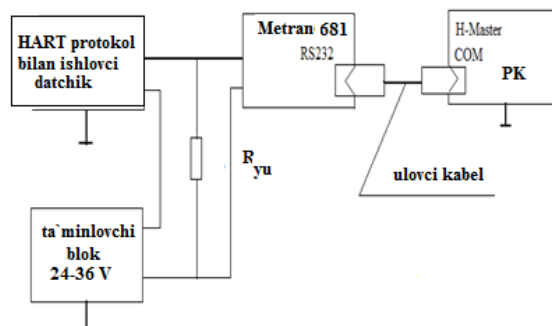 HART protokol
bilan ishlovci
datchik
Metran 681
RS232
H-Master
COM
PK
R yu
ulovci kabel
ta`minlovchi
blok
24-36 V